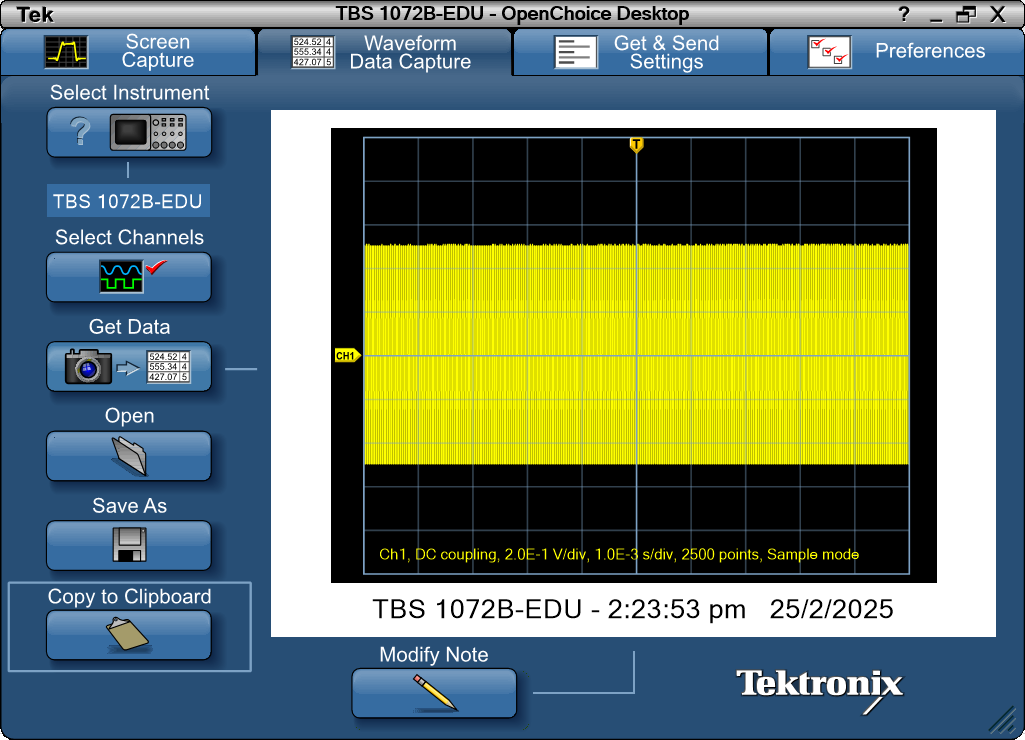 Tek
TBS 1072B-EDU - OpenChoice Desktop
?
X
Screen
Capture
524.52 4
555.34 4
427.07 5
Waveform
Data Capture
Get & Send
Settings
Preferences
Select Instrument
?
TBS 1072B-EDU
Select Channels
Get Data
524.52 4
555.34 4
427.07 5
Open
Save As
Copy to Clipboard
T
CH1
Ch1, DC coupling, 2.0E-1 V/div, 1.0E-3 s/div, 2500 points, Sample mode
TBS 1072B-EDU - 2:23:53 pm 25/2/2025
Modify Note
Tektronix